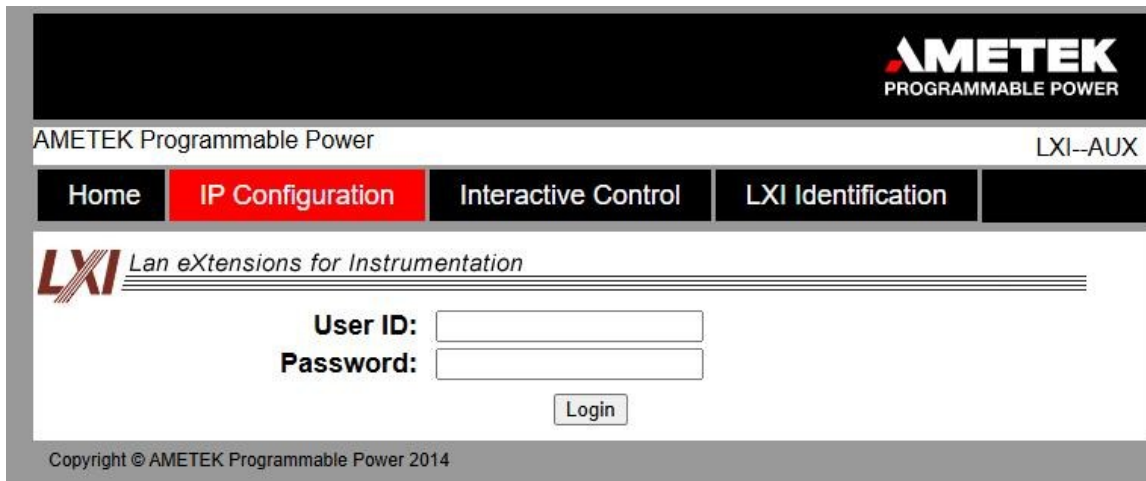 AMETEK
PROGRAMMABLE POWER
AMETEK Programmable Power LXI--AUX
Home IP Configuration Interactive Control LXI Identification
LXI Lan eXtensions for Instrumentation
User ID:
Password:
Login
Copyright © AMETEK Programmable Power 2014